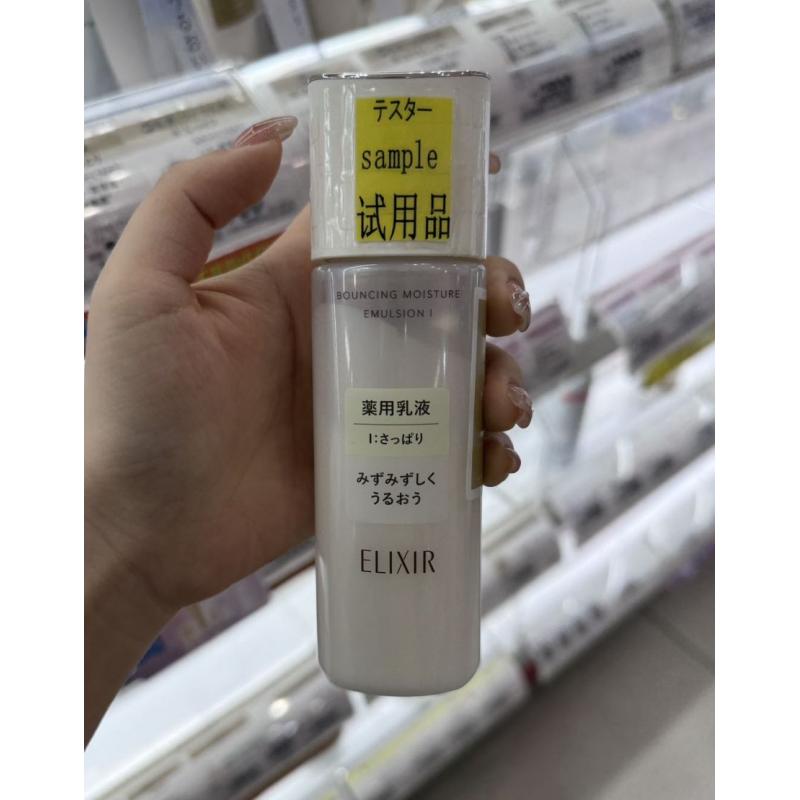 テスター
sample
试用品
BOUNCING MOISTURE
EMULSION I
薬用乳液
I:さっぱり
みずみずしく
うるおう
ELIXIR